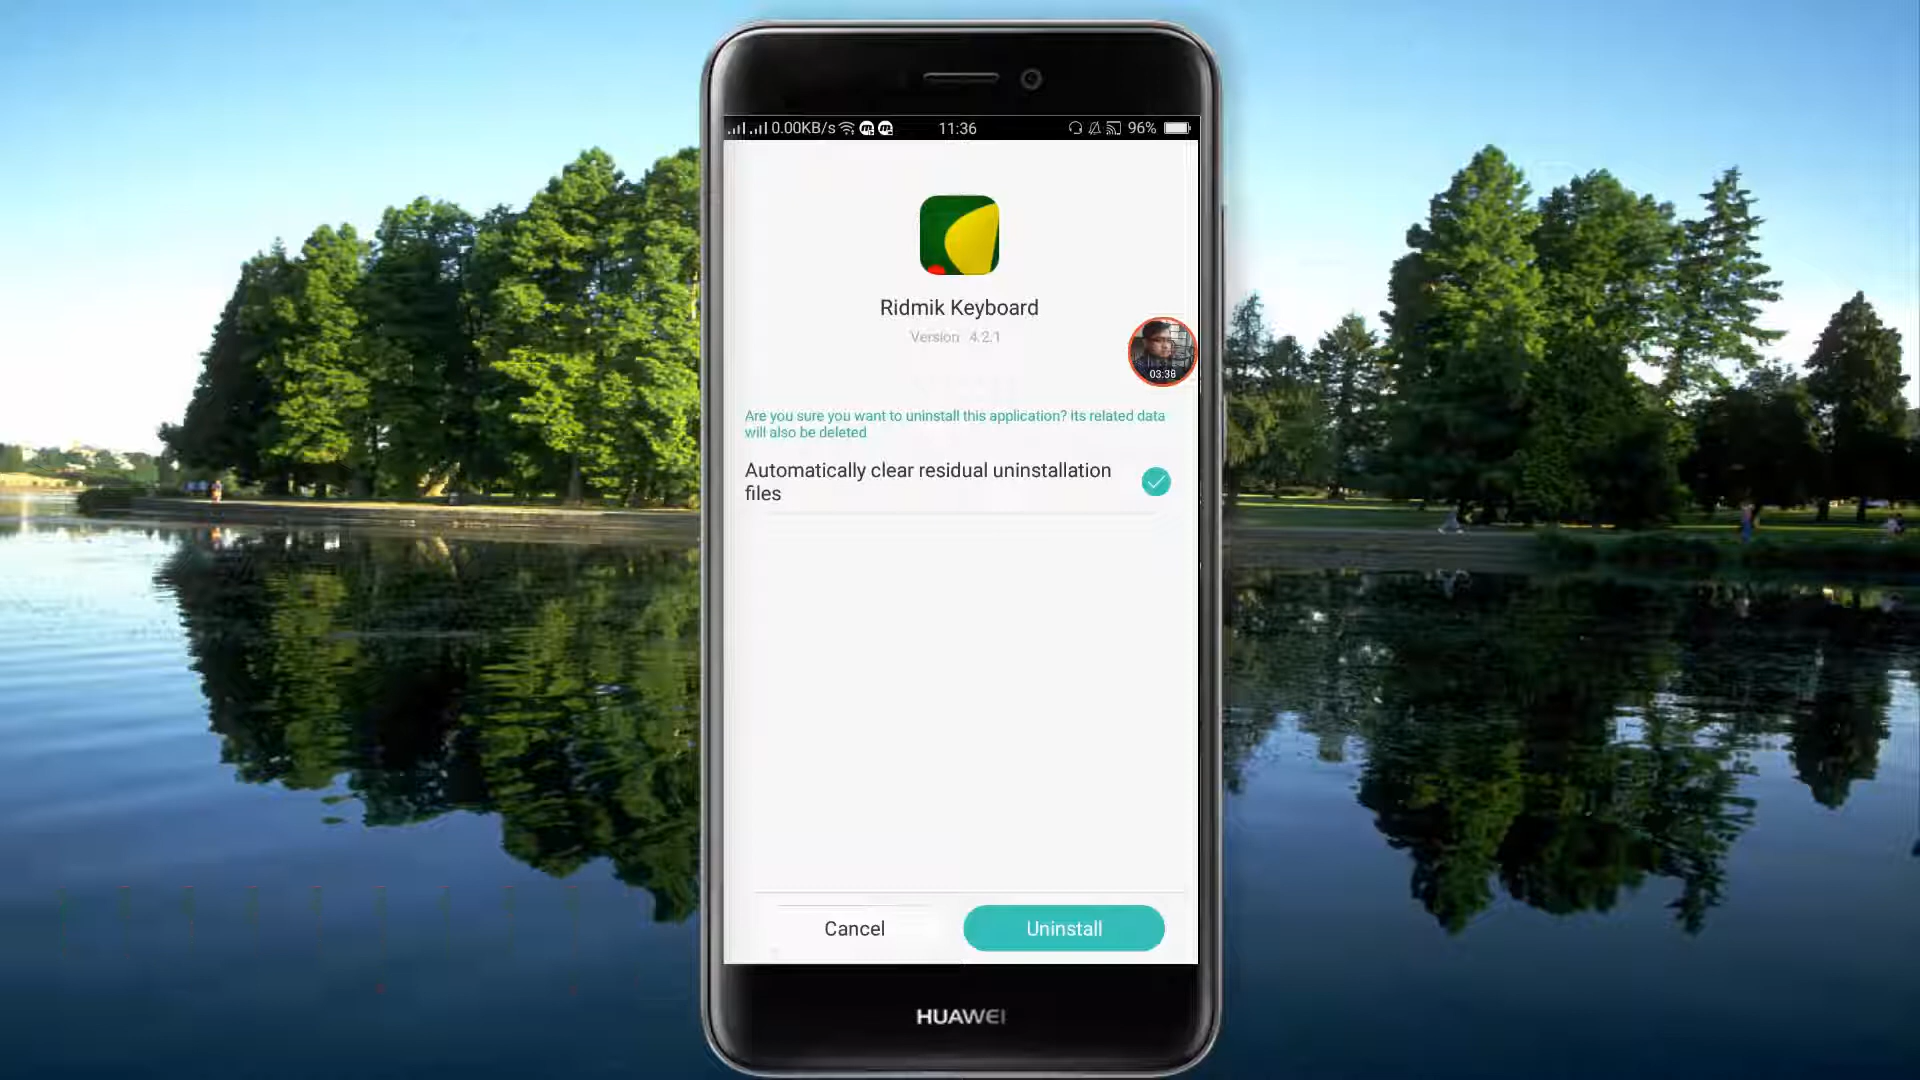 0.00KB/s 11:36 96%
Ridmik Keyboard
Version 4.2.1
03:38
Are you sure you want to uninstall this application? Its related data
will also be deleted
Automatically clear residual uninstallation
files
Cancel Uninstall
HUAWEI